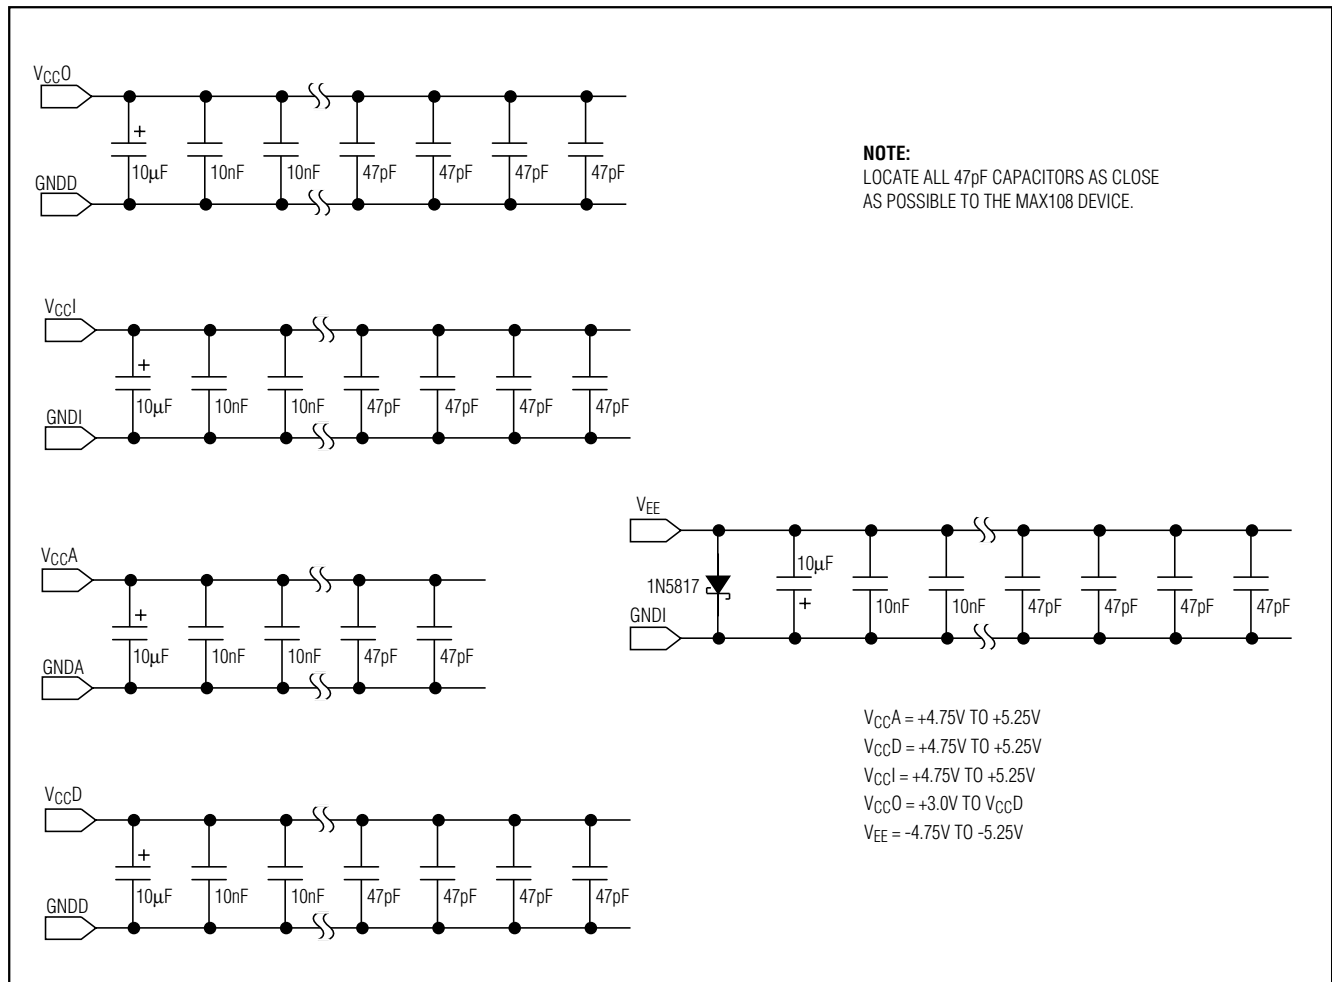 VCCO
+
10µF 10nF 10nF 47pF 47pF 47pF 47pF
GNDD
NOTE:
LOCATE ALL 47pF CAPACITORS AS CLOSE
AS POSSIBLE TO THE MAX108 DEVICE.
VCCI
+
10µF 10nF 10nF 47pF 47pF 47pF 47pF
GNDI
VCCA
+
10µF 10nF 10nF 47pF 47pF
GNDA
VEE
10µF
1N5817
+
10nF 10nF 47pF 47pF 47pF 47pF
GNDI
VCCD
+
10µF 10nF 10nF 47pF 47pF 47pF 47pF
GNDD
VCCA = +4.75V TO +5.25V
VCCD = +4.75V TO +5.25V
VCCI = +4.75V TO +5.25V
VCCO = +3.0V TO VCCD
VEE = -4.75V TO -5.25V